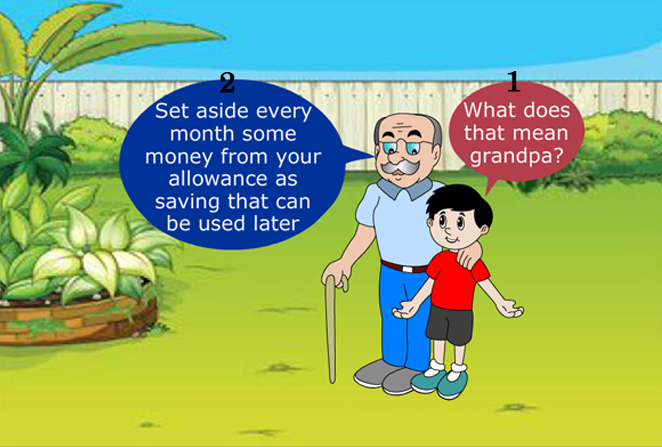 1
What does
that mean
grandpa?
2
Set aside every
month some
money from your
allowance as
saving that can
be used later